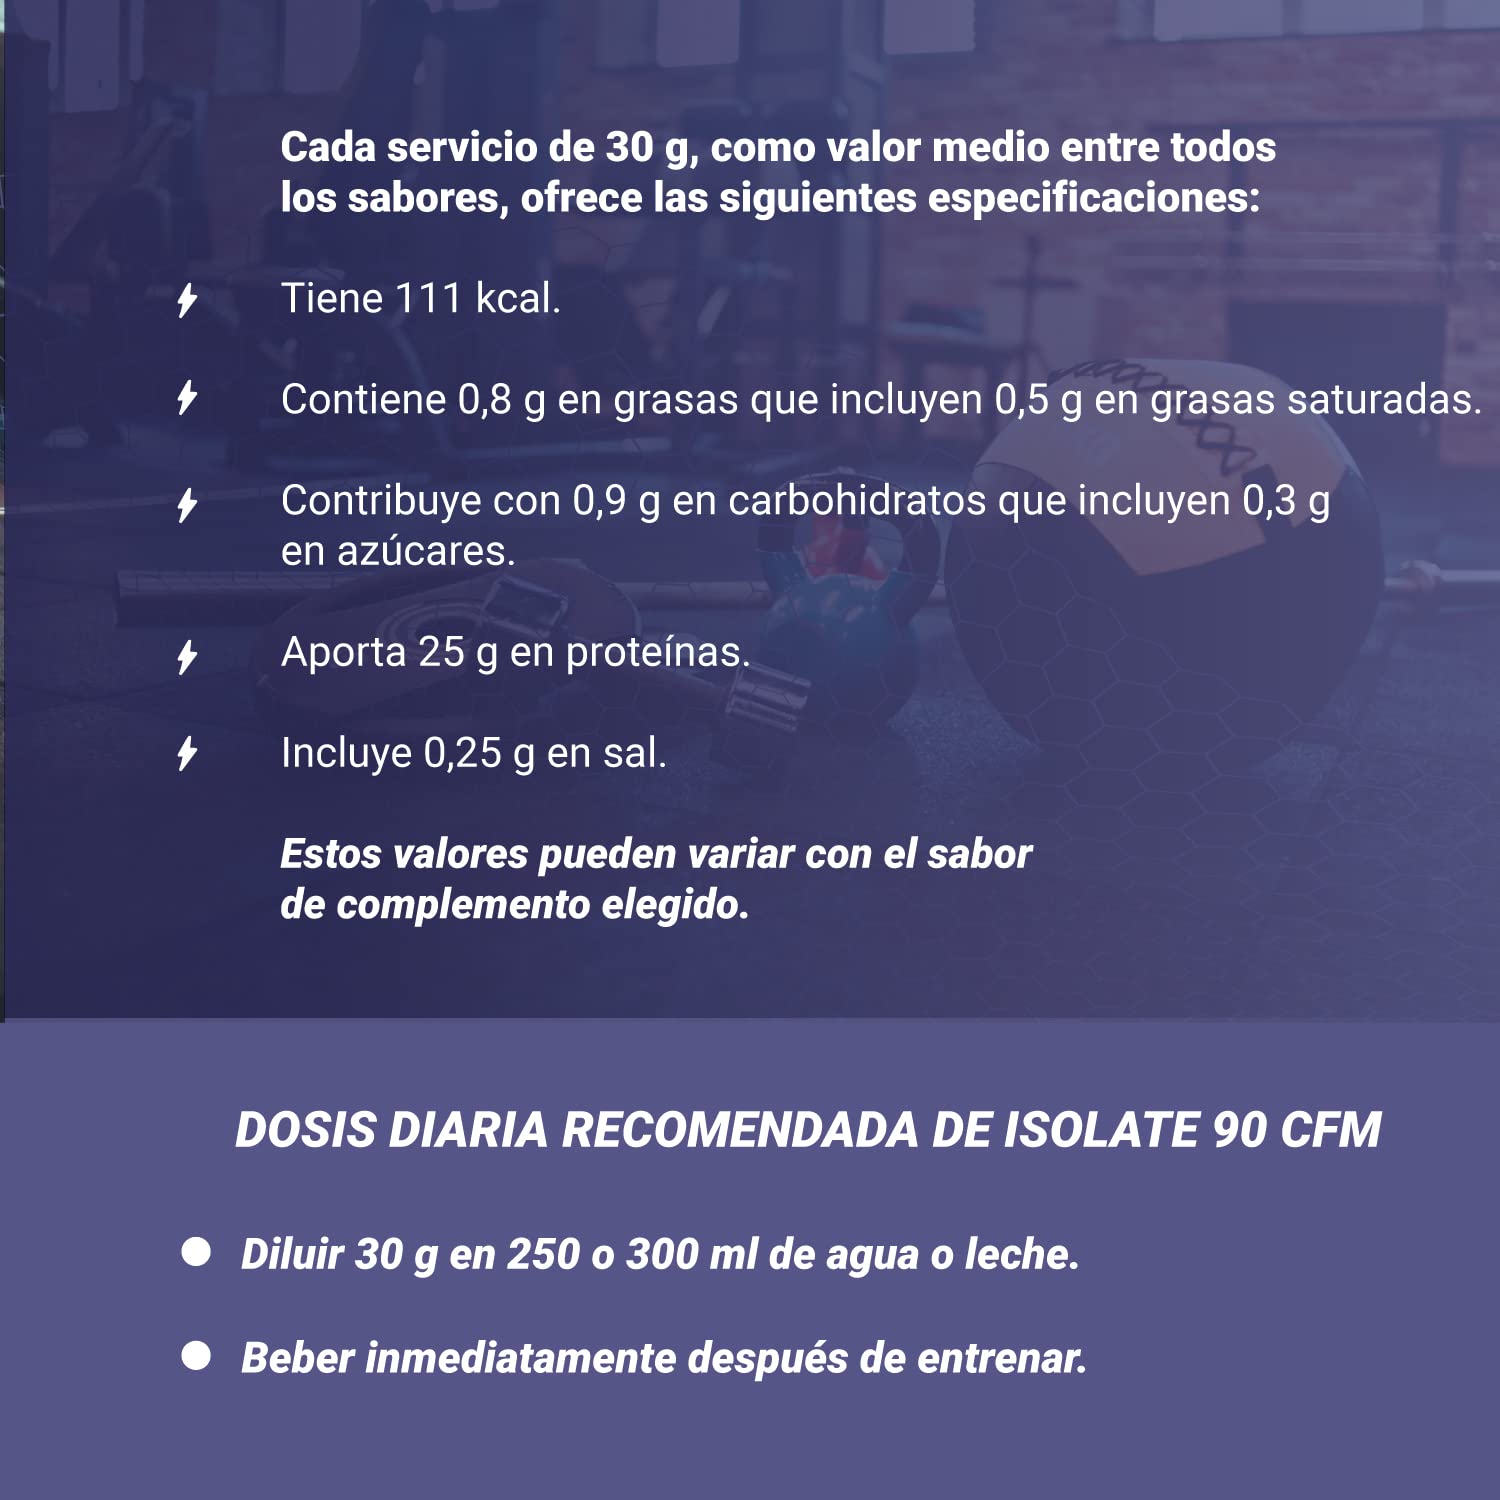 Cada servicio de 30 g, como valor medio entre todos
los sabores, ofrece las siguientes especificaciones:
Tiene 111 kcal.
Contiene 0,8 g en grasas que incluyen 0,5 g en grasas saturadas.
Contribuye con 0,9 g en carbohidratos que incluyen 0,3 g
en azúcares.
Aporta 25 g en proteínas.
Incluye 0,25 g en sal.
Estos valores pueden variar con el sabor
de complemento elegido.
DOSIS DIARIA RECOMENDADA DE ISOLATE 90 CFM
Diluir 30 g en 250 o 300 ml de agua o leche.
Beber inmediatamente después de entrenar.